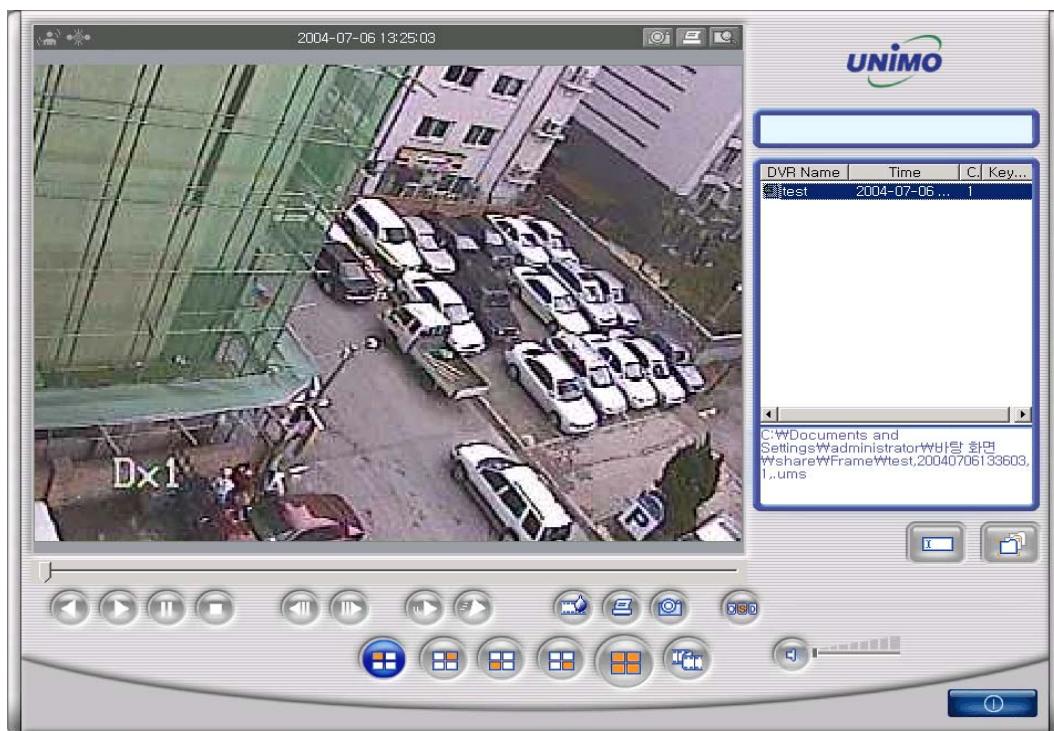 2004-07-06 13:25:03
UNiMO
DVR Name Time C. Key...
test 2004-07-06 ... 1
Dx1
P
C:₩Documents and
Settings₩administrator₩바탕 화면
₩share₩Frame₩test,20040706133603,
1,.ums